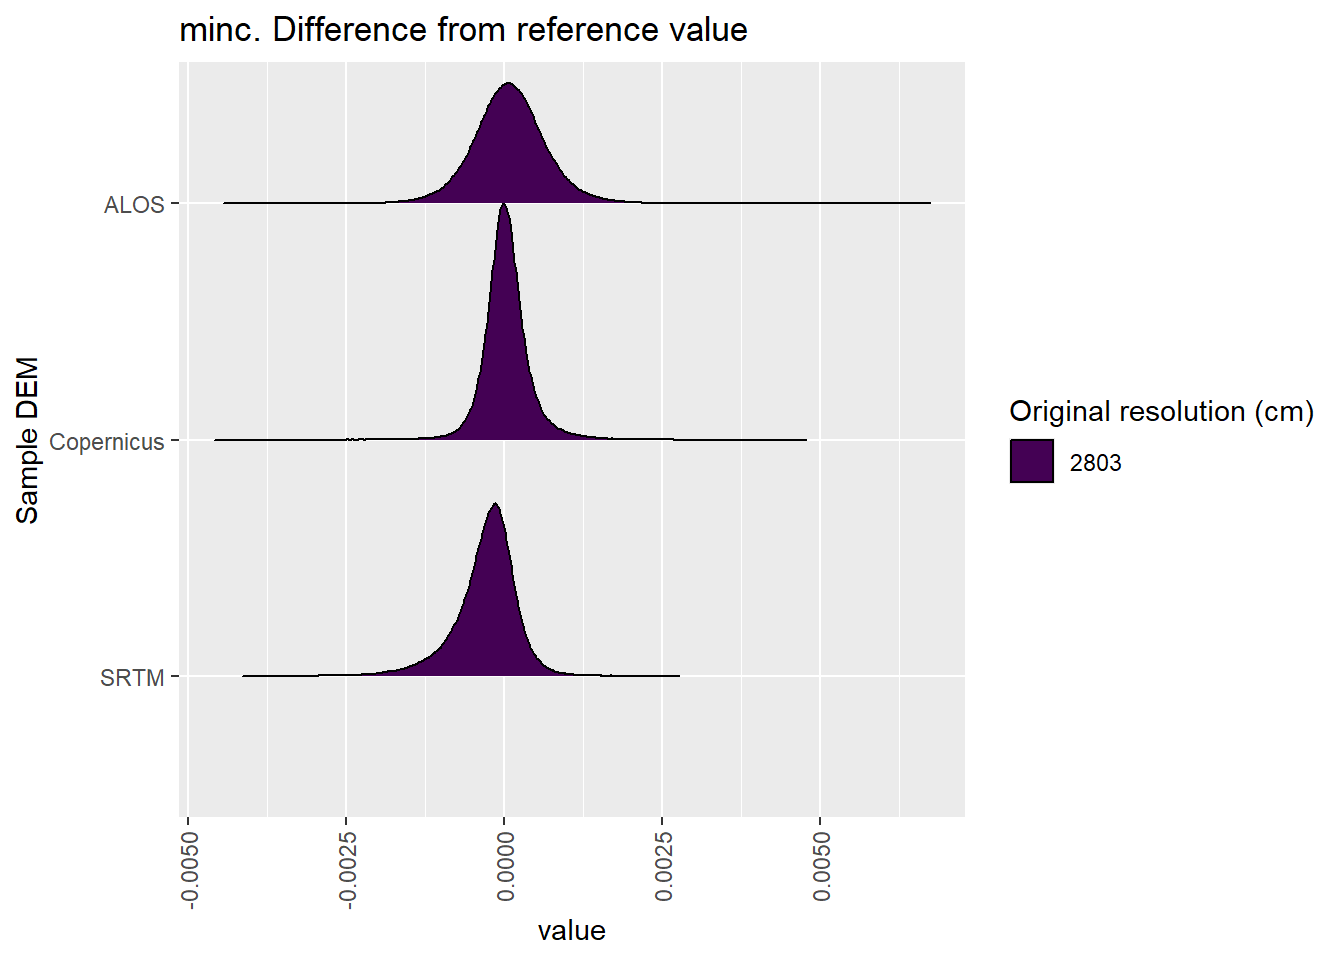 minc. Difference from reference value
Sample DEM
ALOS
Copernicus
SRTM
-0.0050
-0.0025
0.0000
0.0025
0.0050
value
Original resolution (cm)
2803